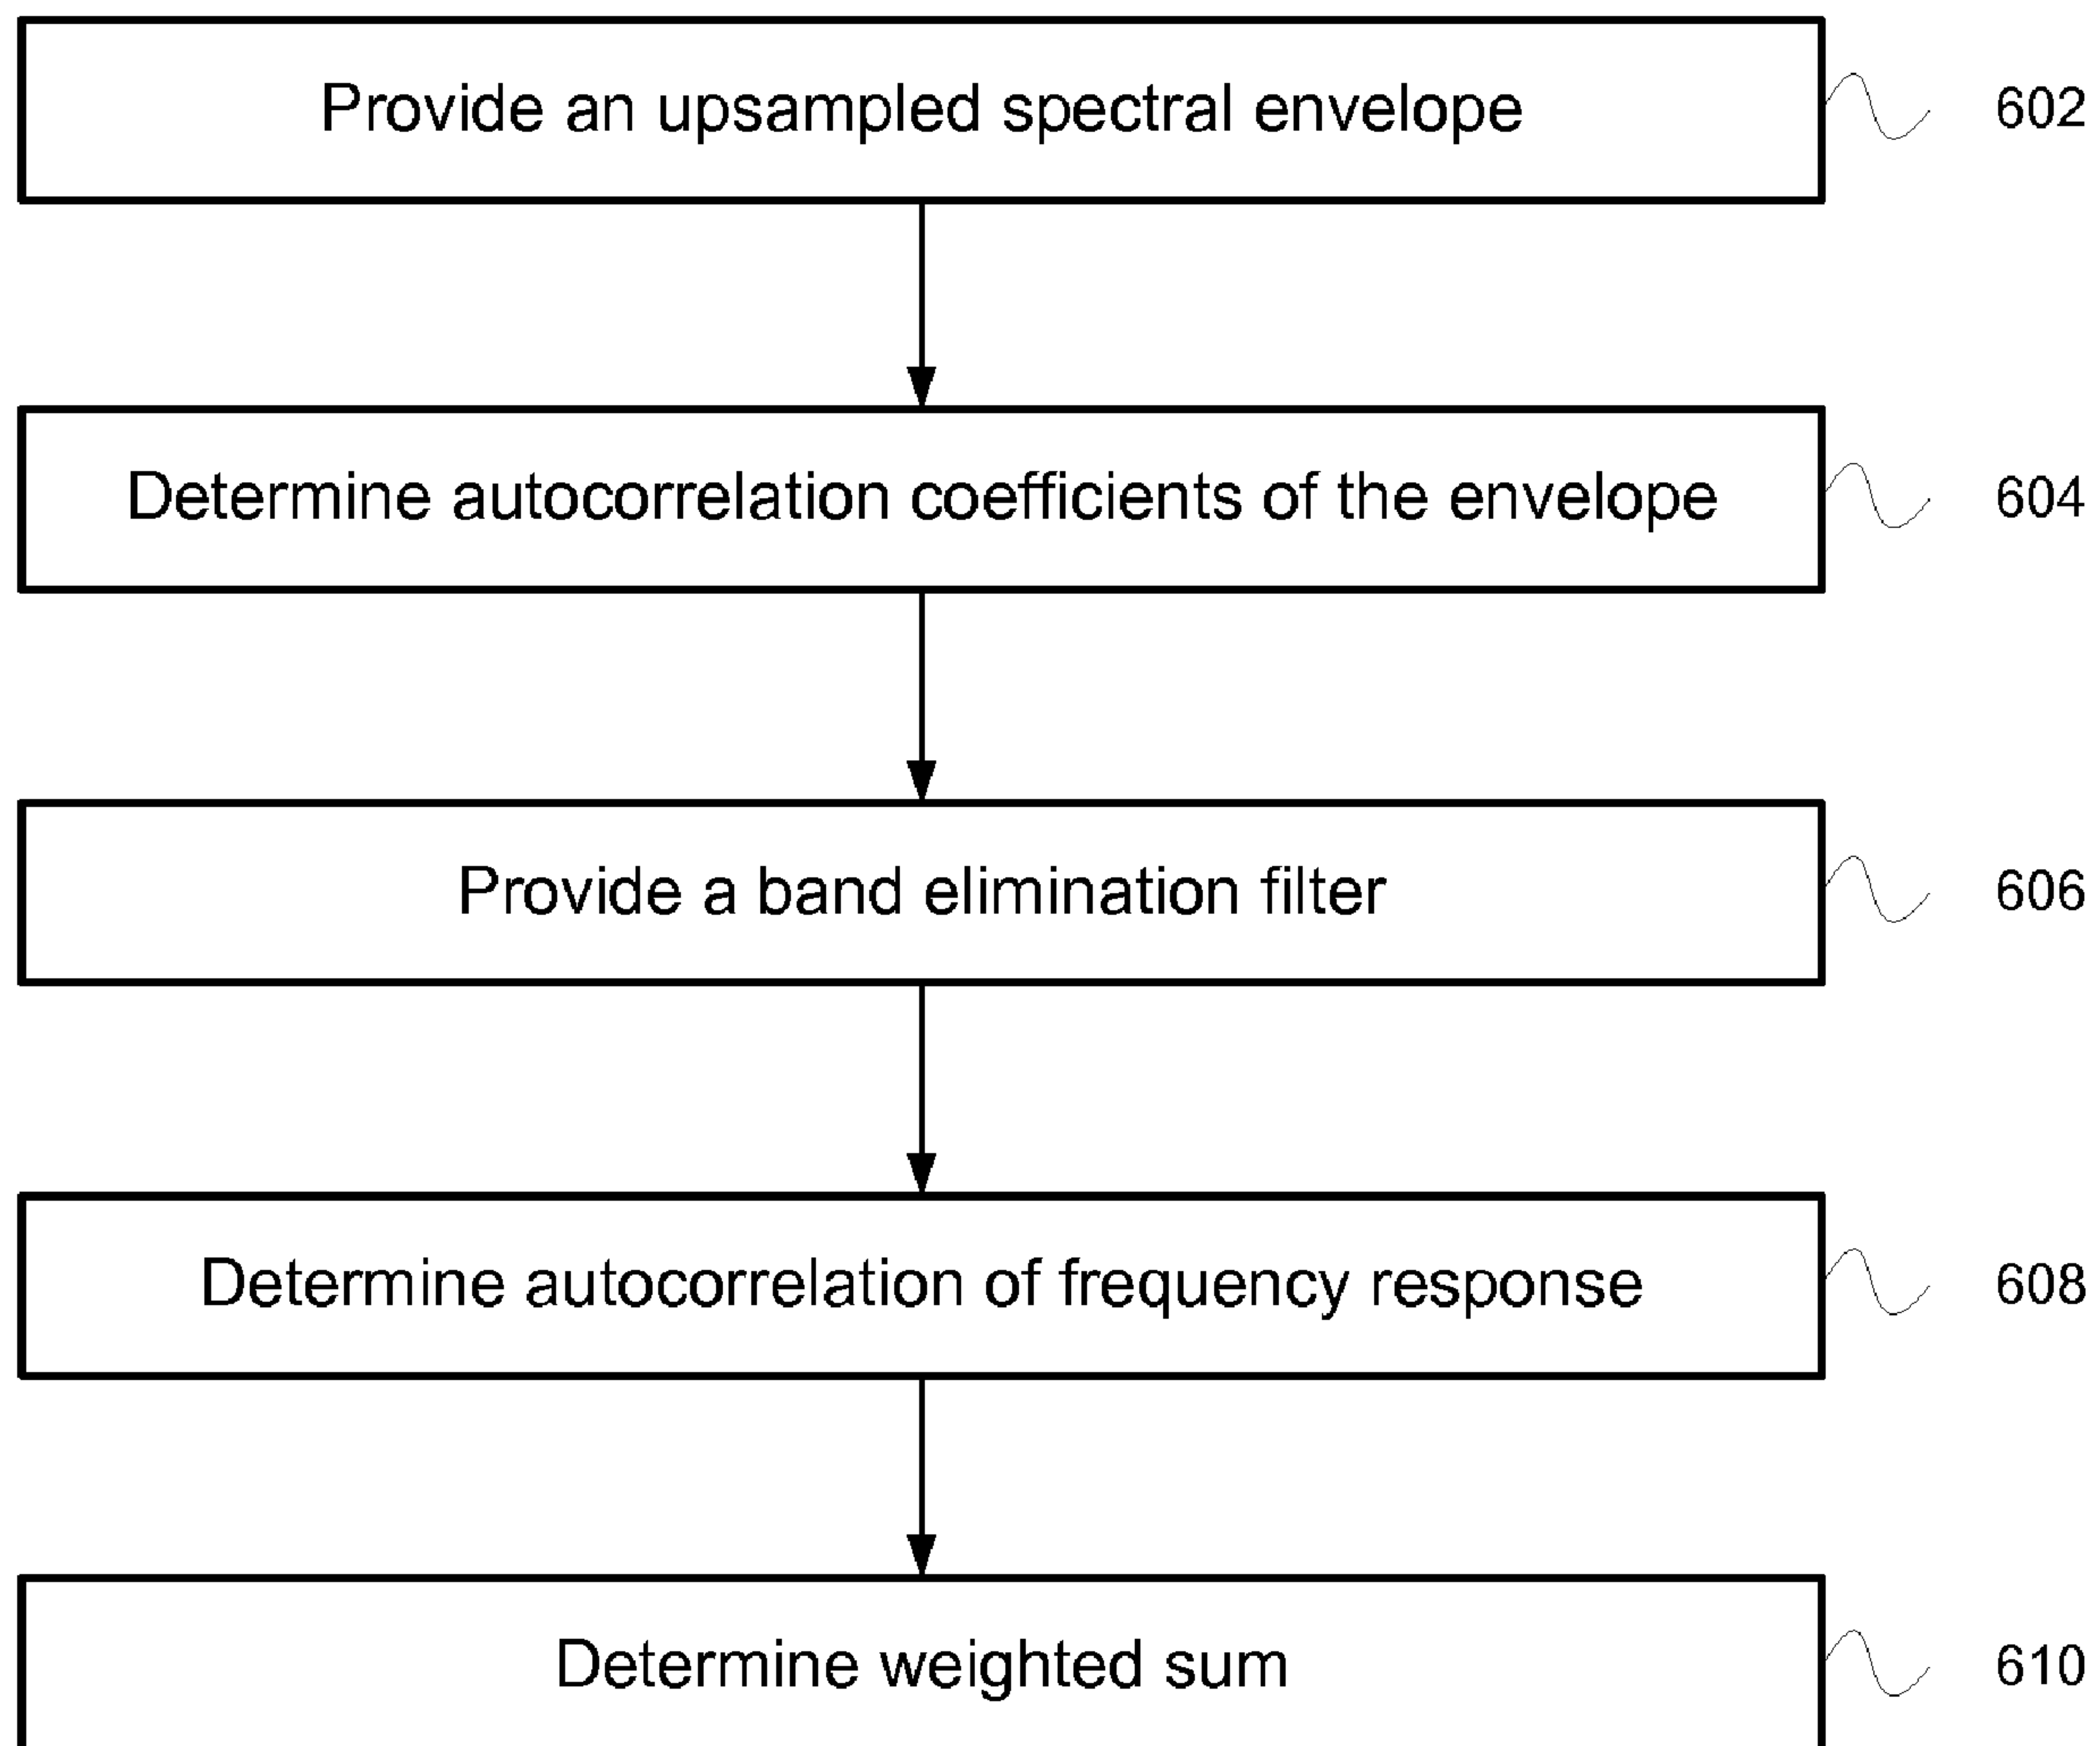 Provide an upsampled spectral envelope 602
Determine autocorrelation coefficients of the envelope 604
Provide a band elimination filter 606
Determine autocorrelation of frequency response 608
Determine weighted sum 610